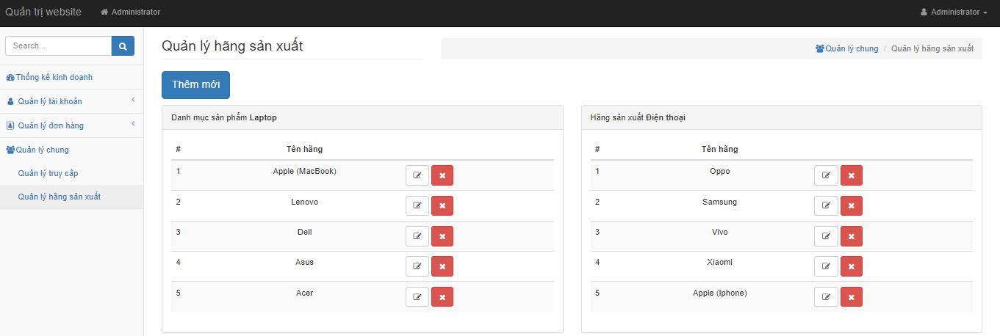 Quản trị website Administrator Administrator
Search...
Thống kê kinh doanh
Quản lý tài khoản
Quản lý đơn hàng
Quản lý chung
Quản lý truy cập
Quản lý hãng sản xuất
Quản lý hãng sản xuất
Quản lý chung / Quản lý hãng sản xuất
Thêm mới
Danh mục sản phẩm Laptop
# Tên hãng
1 Apple (MacBook)
2 Lenovo
3 Dell
4 Asus
5 Acer
Hãng sản xuất Điện thoại
# Tên hãng
1 Oppo
2 Samsung
3 Vivo
4 Xiaomi
5 Apple (Iphone)